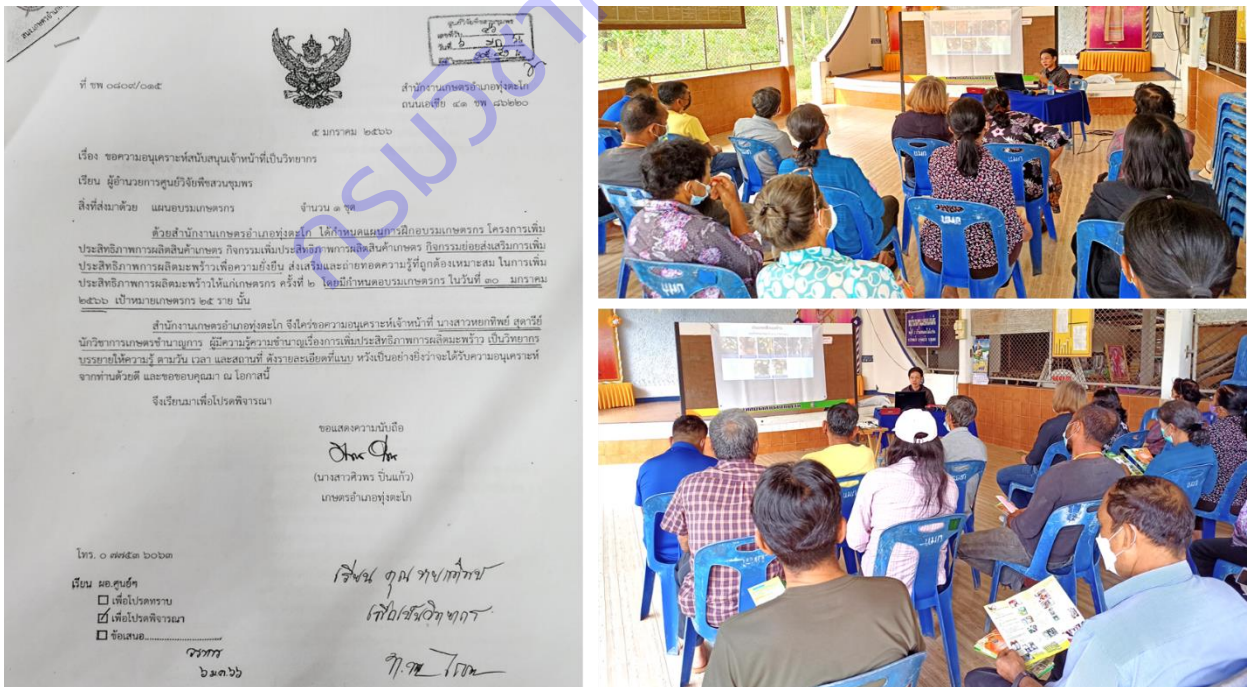 ที่ ชพ ๐๘๐๙/๐๑๕
สำนักงานเกษตรอำเภอทุ่งตะโก
ถนนเอเชีย ๔๑ ชพ ๘๖๒๒๐
๕ มกราคม ๒๕๖๖
เรื่อง ขอความอนุเคราะห์สนับสนุนเจ้าหน้าที่เป็นวิทยากร
เรียน ผู้อำนวยการศูนย์วิจัยพืชสวนชุมพร
สิ่งที่ส่งมาด้วย แผนอบรมเกษตรกร จำนวน ๑ ชุด
ด้วยสำนักงานเกษตรอำเภอทุ่งตะโก ได้กำหนดแผนการฝึกอบรมเกษตรกร โครงการเพิ่ม
ประสิทธิภาพการผลิตสินค้าเกษตร กิจกรรมเพิ่มประสิทธิภาพการผลิตสินค้าเกษตร กิจกรรมย่อยส่งเสริมการเพิ่ม
ประสิทธิภาพการผลิตมะพร้าวเพื่อความยั่งยืน ส่งเสริมและถ่ายทอดความรู้ที่ถูกต้องเหมาะสม ในการเพิ่ม
ประสิทธิภาพการผลิตมะพร้าวให้แก่เกษตรกร ครั้งที่ ๒ โดยมีกำหนดอบรมเกษตรกร ในวันที่ ๓๐ มกราคม
๒๕๖๖ เป้าหมายเกษตรกร ๒๕ ราย นั้น
สำนักงานเกษตรอำเภอทุ่งตะโก จึงใคร่ขอความอนุเคราะห์เจ้าหน้าที่ นางสาวหยกทิพย์ สุดารีย์
นักวิชาการเกษตรชำนาญการ ผู้มีความรู้ความชำนาญเรื่องการเพิ่มประสิทธิภาพการผลิตมะพร้าว เป็นวิทยากร
บรรยายให้ความรู้ ตามวัน เวลา และสถานที่ ดังรายละเอียดที่แนบ หวังเป็นอย่างยิ่งว่าจะได้รับความอนุเคราะห์
จากท่านด้วยดี และขอขอบคุณมา ณ โอกาสนี้
จึงเรียนมาเพื่อโปรดพิจารณา
ขอแสดงความนับถือ
(นางสาวศิวพร ปิ่นแก้ว)
เกษตรอำเภอทุ่งตะโก
โทร. ๐ ๗๗๕๓ ๖๐๖๓
เรียน ผอ.ศูนย์ฯ
เพื่อโปรดทราบ
เพื่อโปรดพิจารณา
ข้อเสนอ
๖ ม.ค. ๖๖
เรียน คุณ หยกทิพย์
เพื่อเป็นวิทยากร